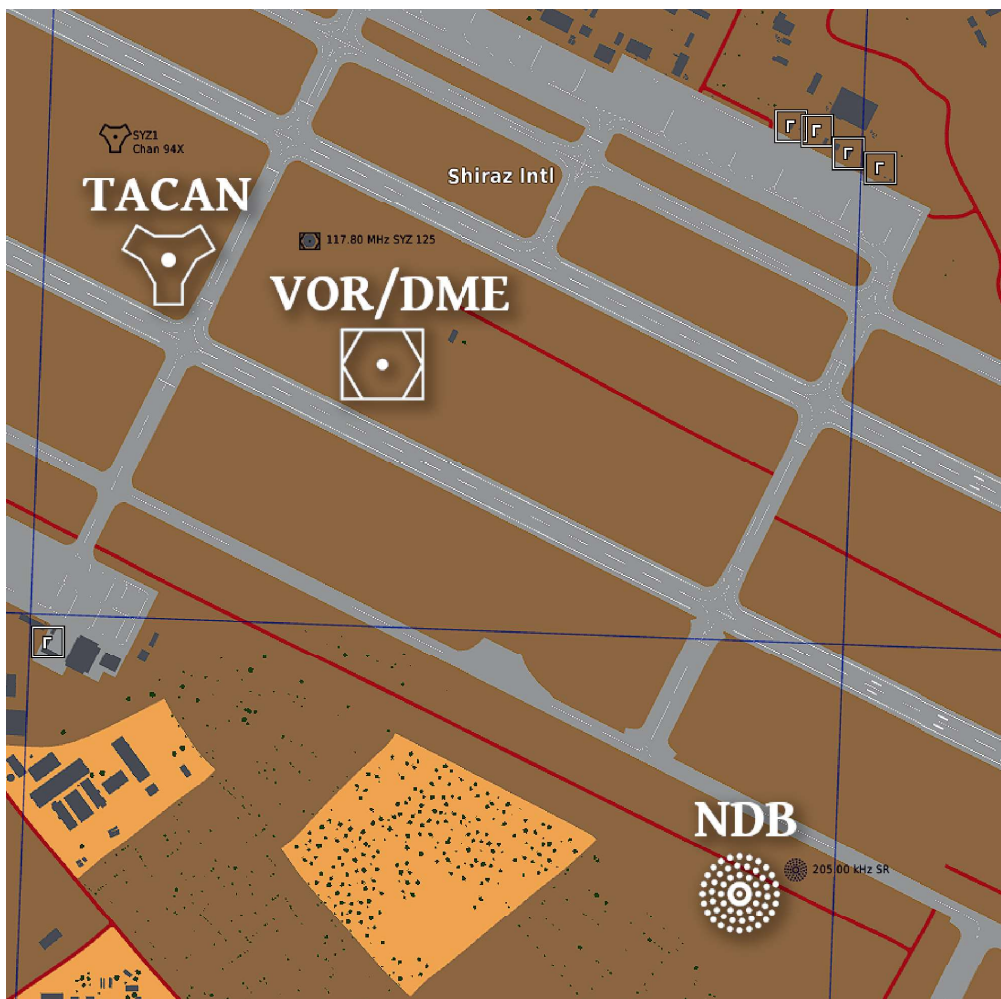 SYZ1
Chan 94X
TACAN
Shiraz Intl
117.80 MHz SYZ 125
VOR/DME
NDB
205.00 kHz SR